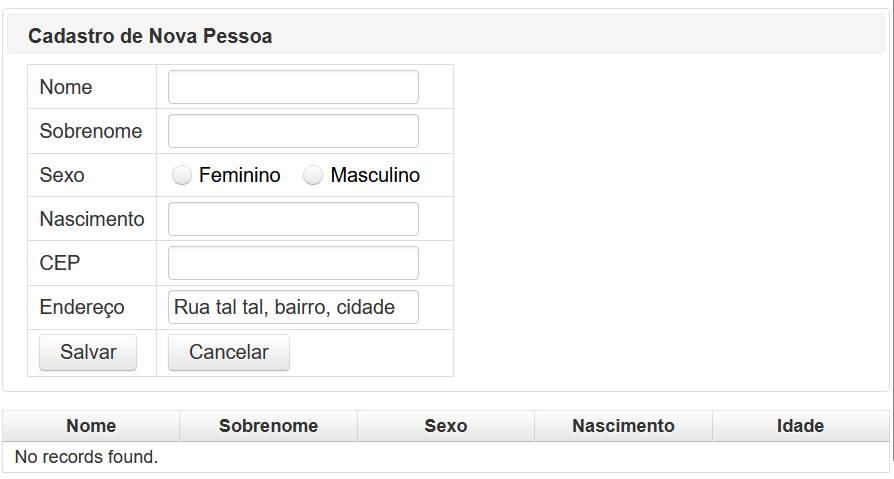 Cadastro de Nova Pessoa
Nome
Sobrenome
Sexo Feminino Masculino
Nascimento
CEP
Endereço Rua tal tal, bairro, cidade
Salvar Cancelar
Nome Sobrenome Sexo Nascimento Idade
No records found.